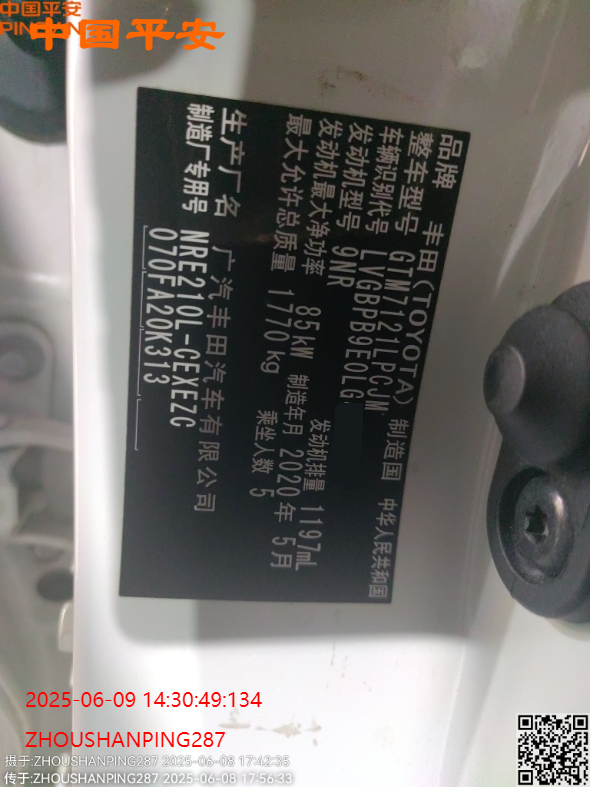 中国平安
PINGAN
中国平安
品牌 丰田(TOYOTA) 制造国 中华人民共和国
整车型号 GTM7121LPCJM
车辆识别代号 LVGBPB9E0LG
发动机型号 9NR 发动机排量 1197mL
发动机最大净功率 85kW 制造年月 2020年5月
最大允许总质量 1770kg 乘坐人数 5
生产厂名 广汽丰田汽车有限公司
制造厂专用号 NRE210L-CEXEZC
070FA20K313
2025-06-09 14:30:49:134
ZHOUSHANPING287
摄于:ZHOUSHANPING287 2025-06-08 17:42:35
传于:ZHOUSHANPING287 2025-06-08 17:56:33